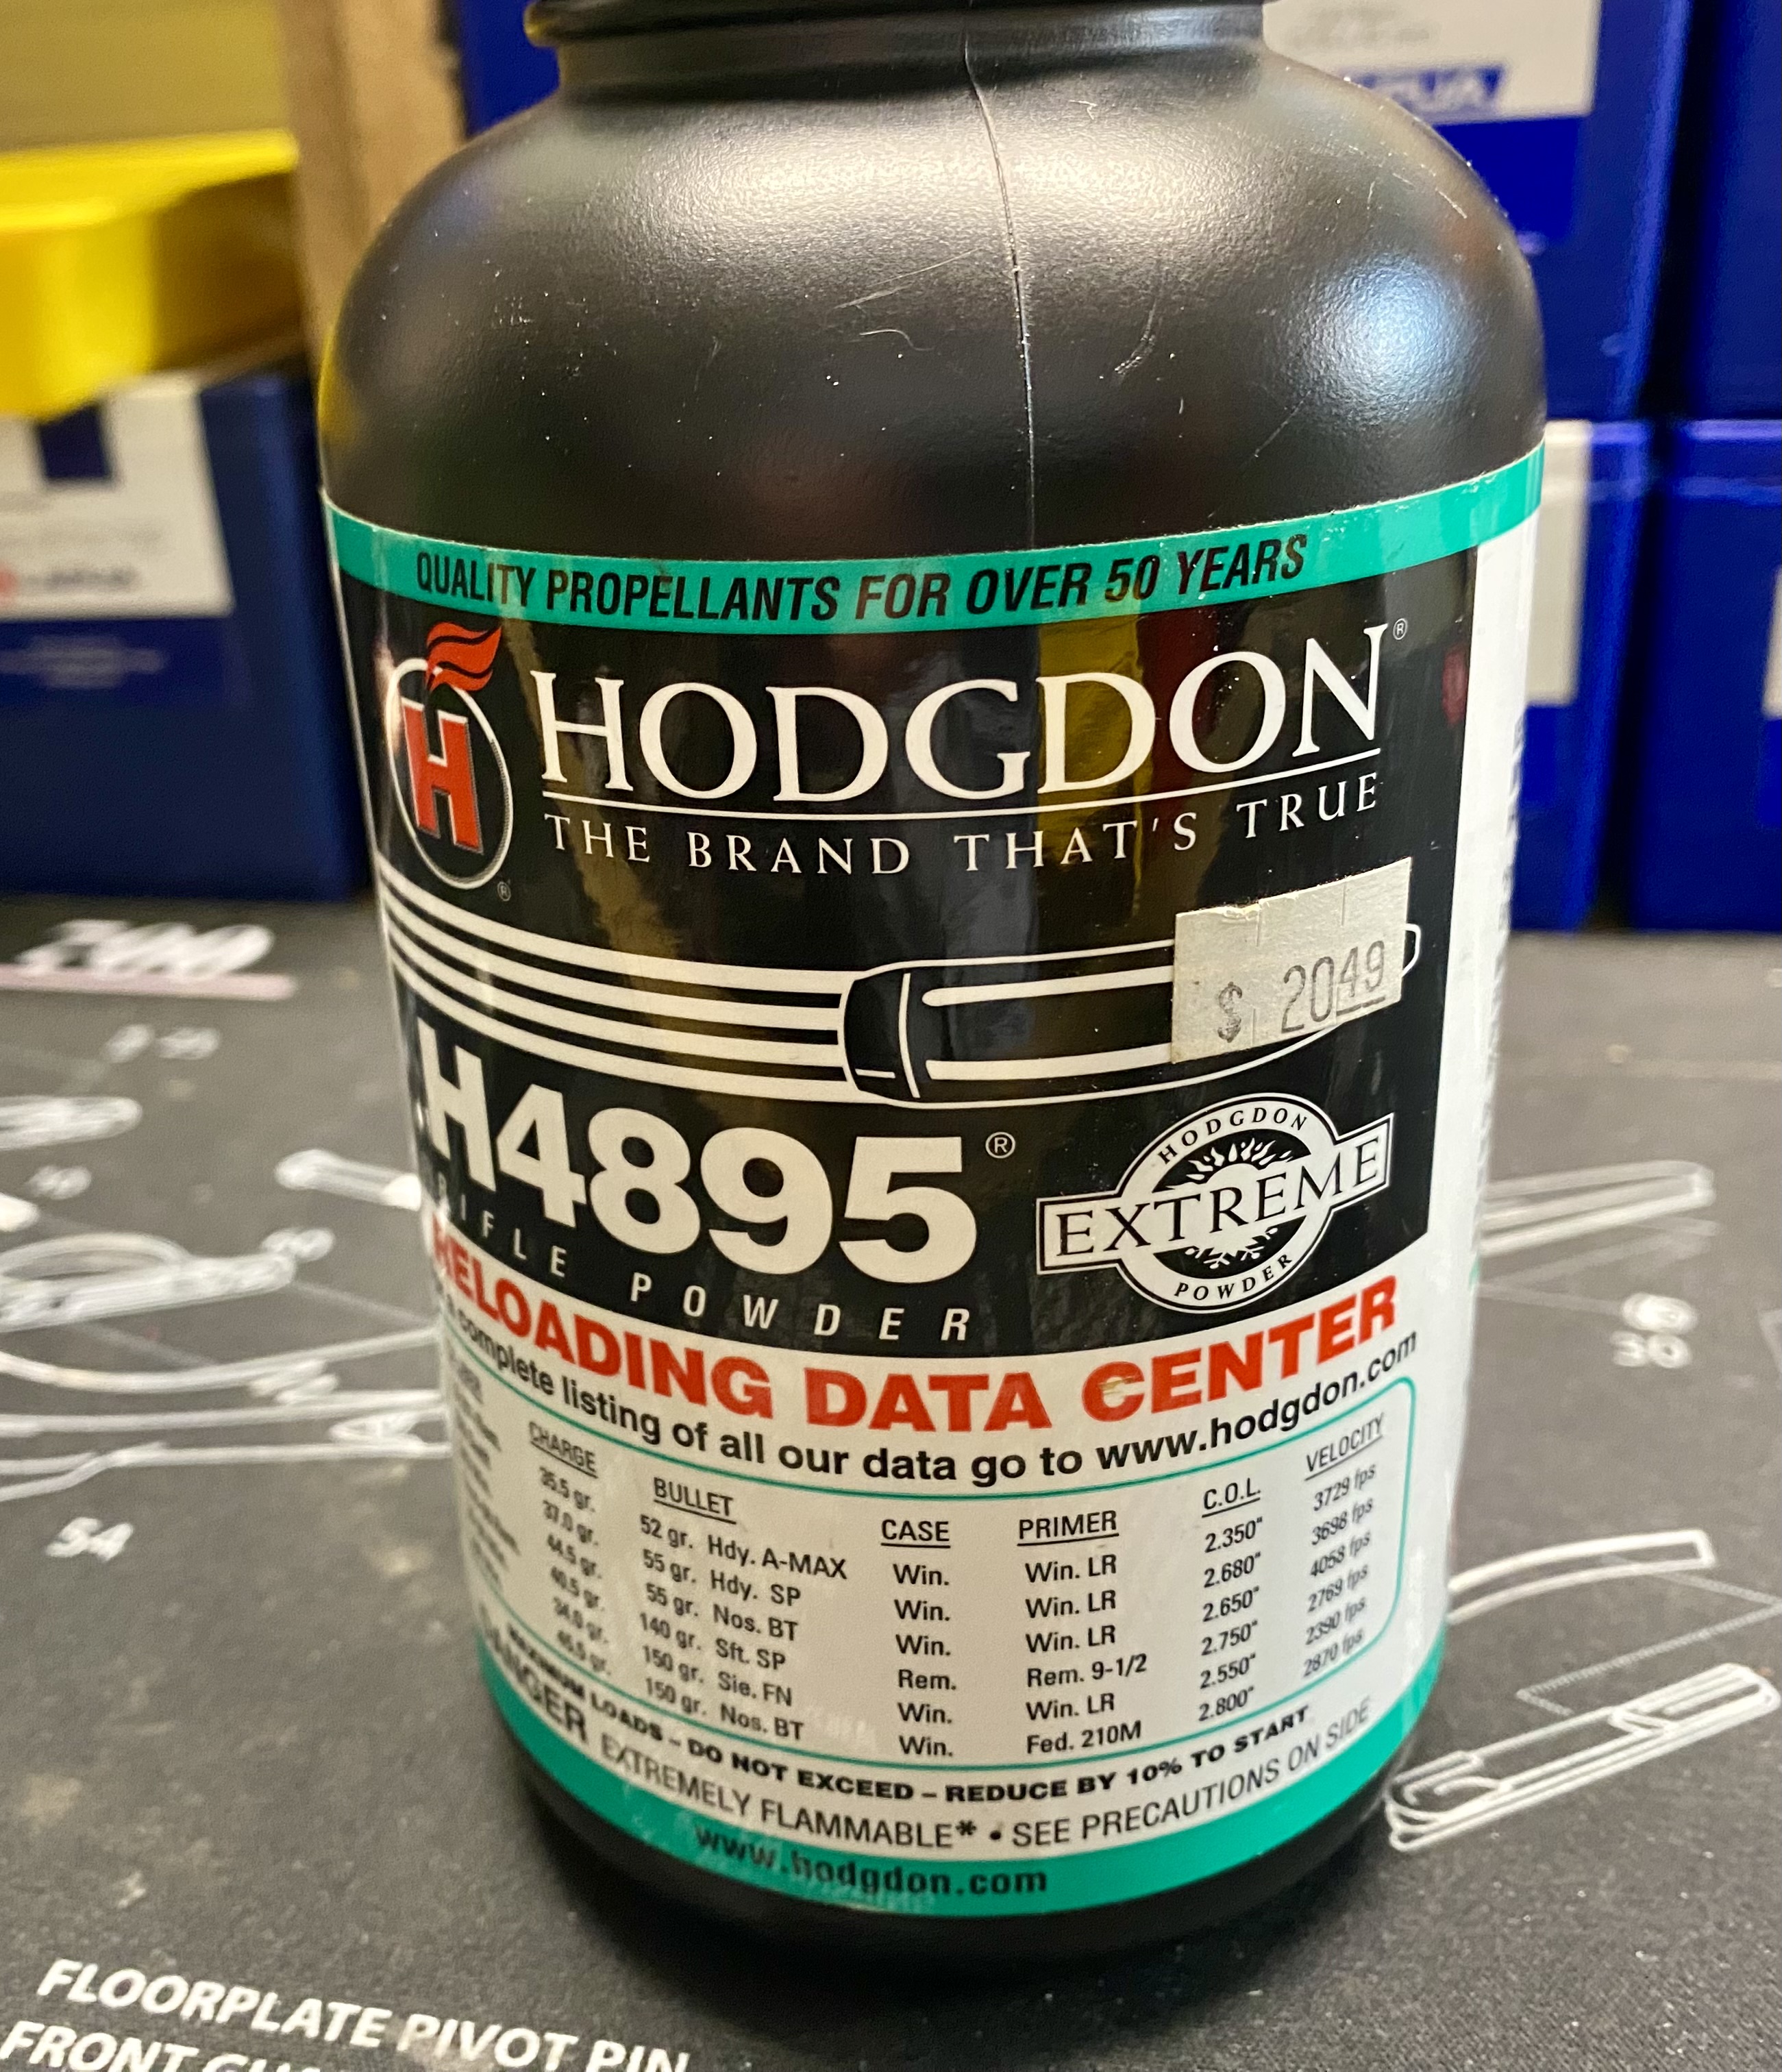 QUALITY PROPELLANTS FOR OVER 50 YEARS
H
®
HODGDON®
THE BRAND THAT'S TRUE
$ 2049
H4895®
RIFLE POWDER
HODGDON
EXTREME
POWDER
RELOADING DATA CENTER
complete listing of all our data go to www.hodgdon.com
CHARGE BULLET CASE PRIMER C.O.L. VELOCITY
35.5 gr. 52 gr. Hdy. A-MAX Win. Win. LR 2.350" 3729 fps
37.0 gr. 55 gr. Hdy. SP Win. Win. LR 2.680" 3698 fps
44.5 gr. 55 gr. Nos. BT Win. Win. LR 2.650" 4058 fps
40.5 gr. 140 gr. Sft. SP Rem. Rem. 9-1/2 2.750" 2769 fps
34.0 gr. 150 gr. Sie. FN Win. Win. LR 2.550" 2390 fps
45.5 gr. 150 gr. Nos. BT Win. Fed. 210M 2.800" 2870 fps
MAXIMUM LOADS – DO NOT EXCEED – REDUCE BY 10% TO START
DANGER EXTREMELY FLAMMABLE* • SEE PRECAUTIONS ON SIDE
www.hodgdon.com
54
FLOORPLATE PIVOT PIN
FRONT